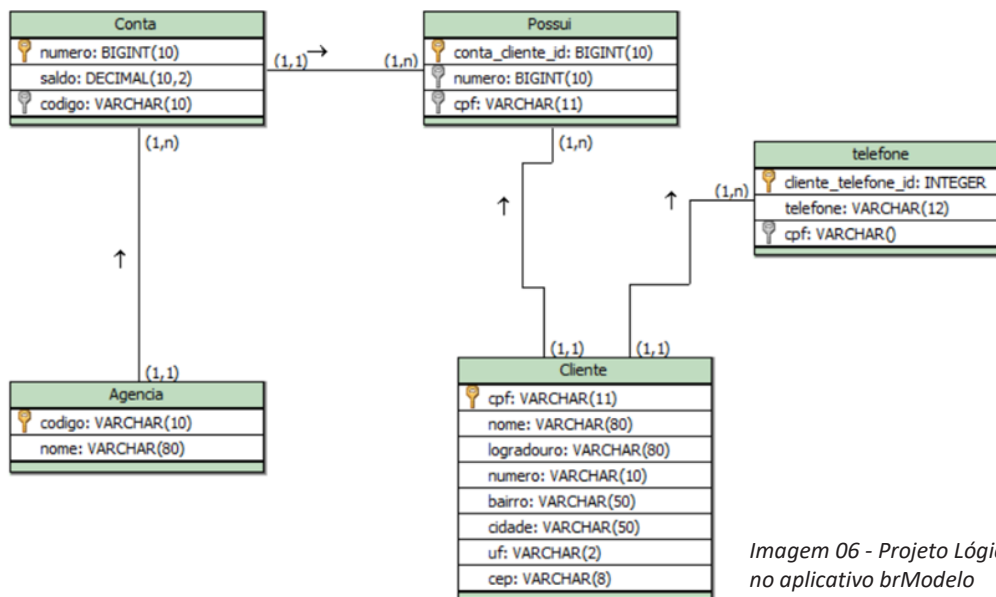 Conta
numero: BIGINT(10)
saldo: DECIMAL(10,2)
codigo: VARCHAR(10)
(1,1)
→
(1,n)
Possui
conta_cliente_id: BIGINT(10)
numero: BIGINT(10)
cpf: VARCHAR(11)
(1,n)
(1,n)
telefone
cliente_telefone_id: INTEGER
telefone: VARCHAR(12)
cpf: VARCHAR()
(1,n)
↑
↑
↑
(1,1)
Agencia
codigo: VARCHAR(10)
nome: VARCHAR(80)
(1,1)
(1,1)
Cliente
cpf: VARCHAR(11)
nome: VARCHAR(80)
logradouro: VARCHAR(80)
numero: VARCHAR(10)
bairro: VARCHAR(50)
cidade: VARCHAR(50)
uf: VARCHAR(2)
cep: VARCHAR(8)
Imagem 06 - Projeto Lógic
no aplicativo brModelo